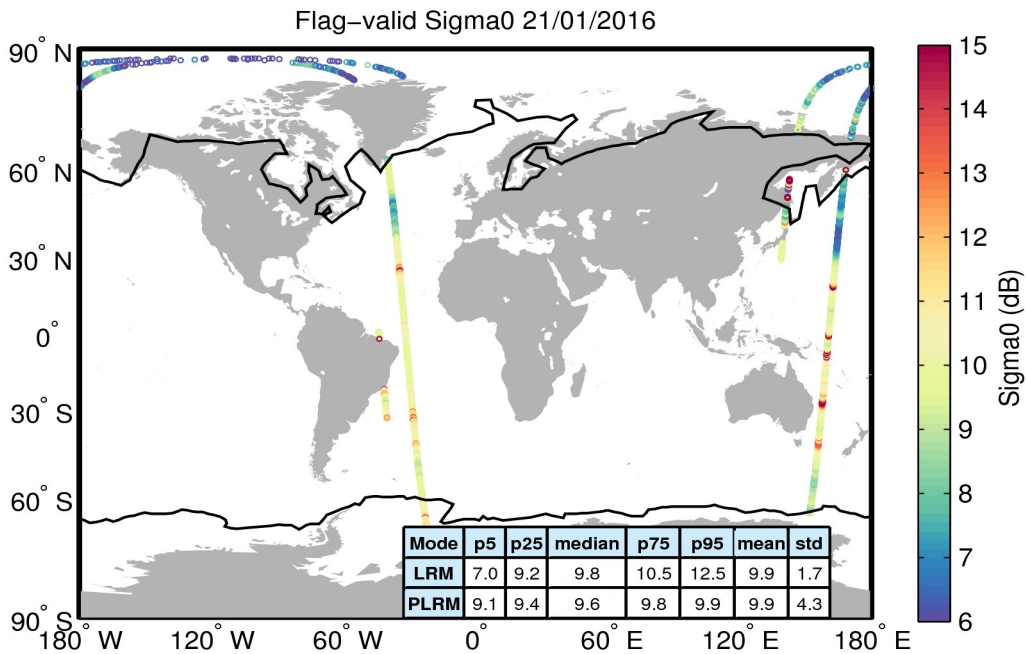 Flag−valid Sigma0 21/01/2016
90° N
60° N
30° N
0°
30° S
60° S
90° S
180° W
120° W
60° W
0°
60° E
120° E
180° E
15
14
13
12
11
10
9
8
7
6
Sigma0 (dB)
Mode p5 p25 median p75 p95 mean std
LRM 7.0 9.2 9.8 10.5 12.5 9.9 1.7
PLRM 9.1 9.4 9.6 9.8 9.9 9.9 4.3